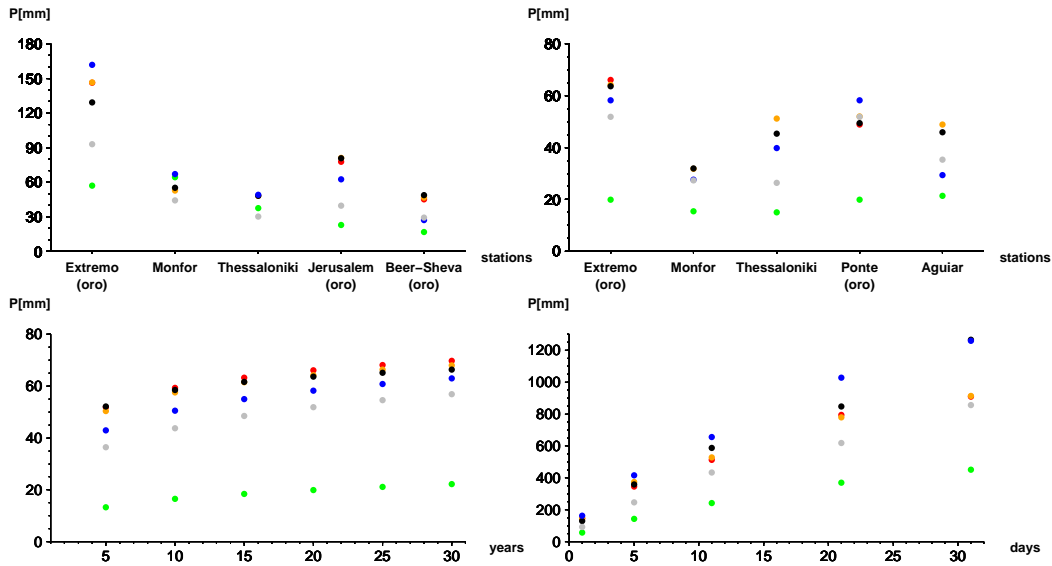 P[mm]
180
150
120
90
60
30
0
Extremo Monfor Thessaloniki Jerusalem Beer−Sheva stations
(oro) (oro) (oro)
P[mm]
80
60
40
20
0
Extremo Monfor Thessaloniki Ponte Aguiar stations
(oro) (oro)
P[mm]
80
60
40
20
0
5 10 15 20 25 30 years
P[mm]
1200
1000
800
600
400
200
0
0 5 10 15 20 25 30 days